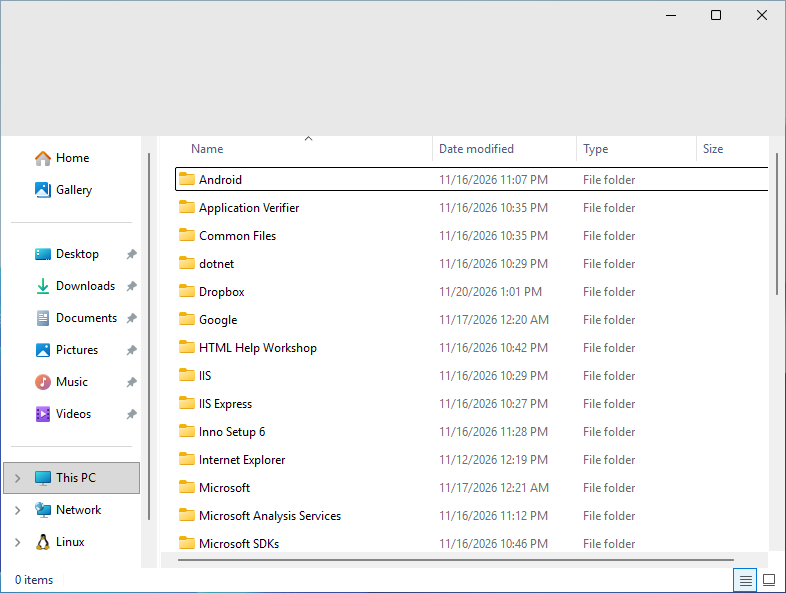 Home
Gallery
Desktop
Downloads
Documents
Pictures
Music
Videos
This PC
Network
Linux
Name Date modified Type Size
Android 11/16/2026 11:07 PM File folder
Application Verifier 11/16/2026 10:35 PM File folder
Common Files 11/16/2026 10:35 PM File folder
dotnet 11/16/2026 10:29 PM File folder
Dropbox 11/20/2026 1:01 PM File folder
Google 11/17/2026 12:20 AM File folder
HTML Help Workshop 11/16/2026 10:42 PM File folder
IIS 11/16/2026 10:29 PM File folder
IIS Express 11/16/2026 10:27 PM File folder
Inno Setup 6 11/16/2026 11:28 PM File folder
Internet Explorer 11/12/2026 12:19 PM File folder
Microsoft 11/17/2026 12:21 AM File folder
Microsoft Analysis Services 11/16/2026 11:12 PM File folder
Microsoft SDKs 11/16/2026 10:46 PM File folder
0 items